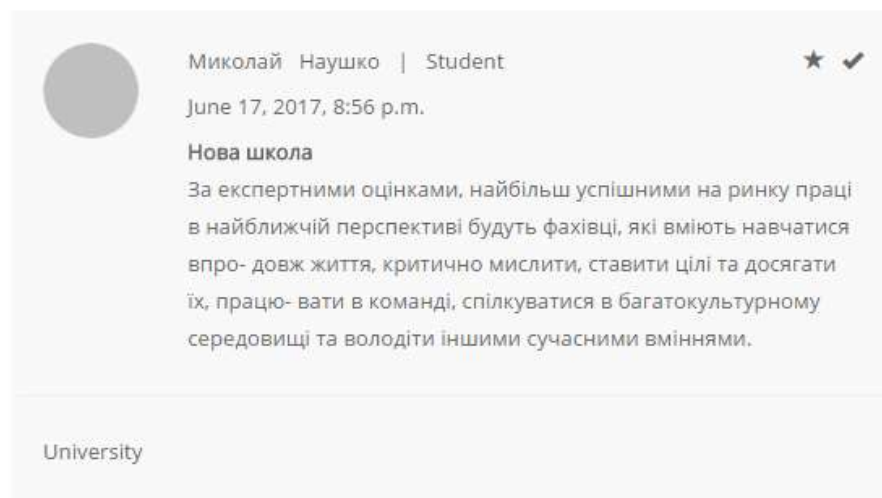 Миколай Наушко | Student
June 17, 2017, 8:56 p.m.
Нова школа
За експертними оцінками, найбільш успішними на ринку праці
в найближчій перспективі будуть фахівці, які вміють навчатися
впро- довж життя, критично мислити, ставити цілі та досягати
їх, працю- вати в команді, спілкуватися в багатокультурному
середовищі та володіти іншими сучасними вміннями.
University